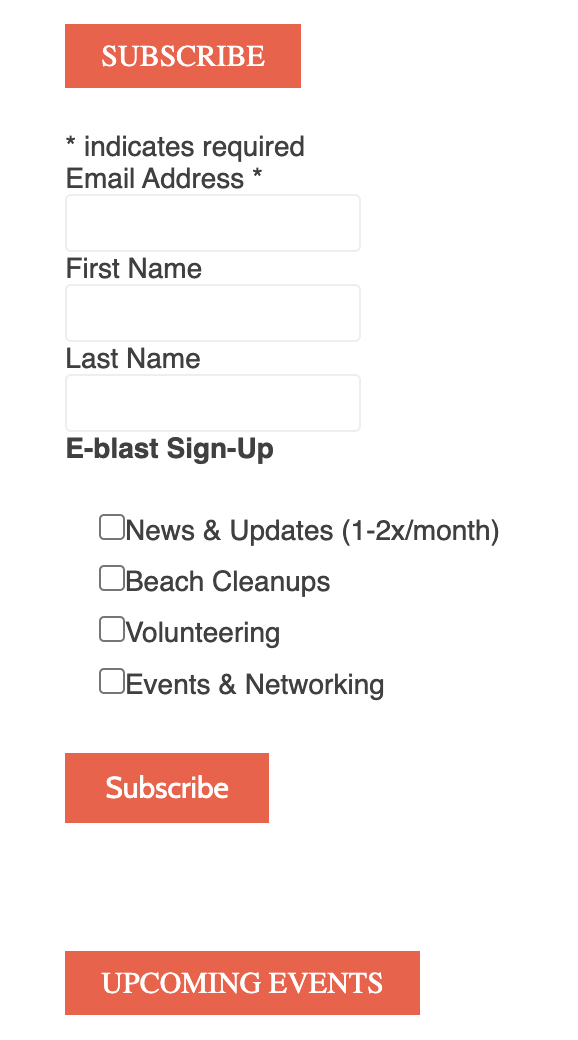 SUBSCRIBE
* indicates required
Email Address *
First Name
Last Name
E-blast Sign-Up
News & Updates (1-2x/month)
Beach Cleanups
Volunteering
Events & Networking
Subscribe
UPCOMING EVENTS